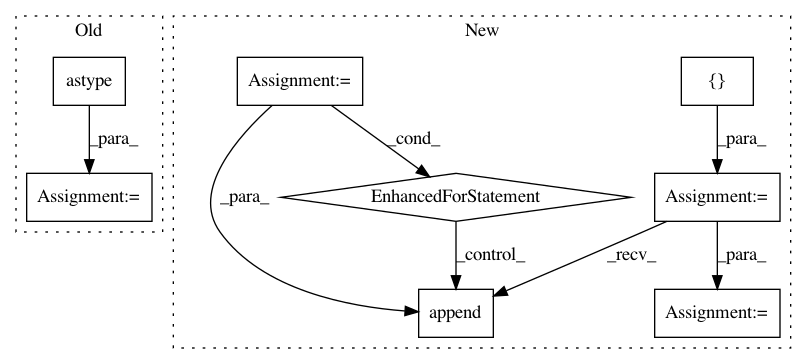 Old
New
astype
Assignment:=
{}
_para_
_cond_
_para_
Assignment:=
EnhancedForStatement
Assignment:=
_para_
_control_
_recv_
_para_
append
Assignment:=